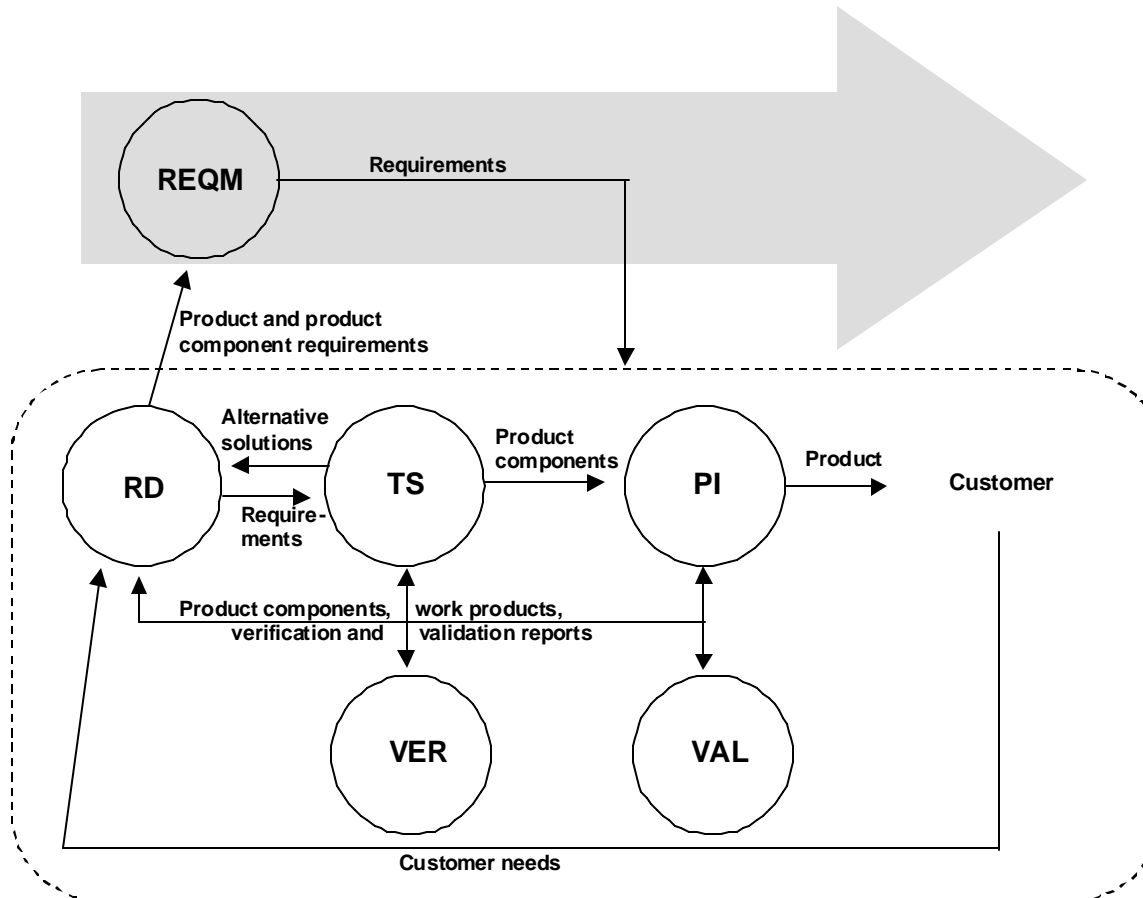 Requirements
REQM
Product and product
component requirements
Alternative
solutions
Product
components
Product
RD
TS
PI
Customer
Require-
ments
Product components, work products,
verification and validation reports
VER
VAL
Customer needs